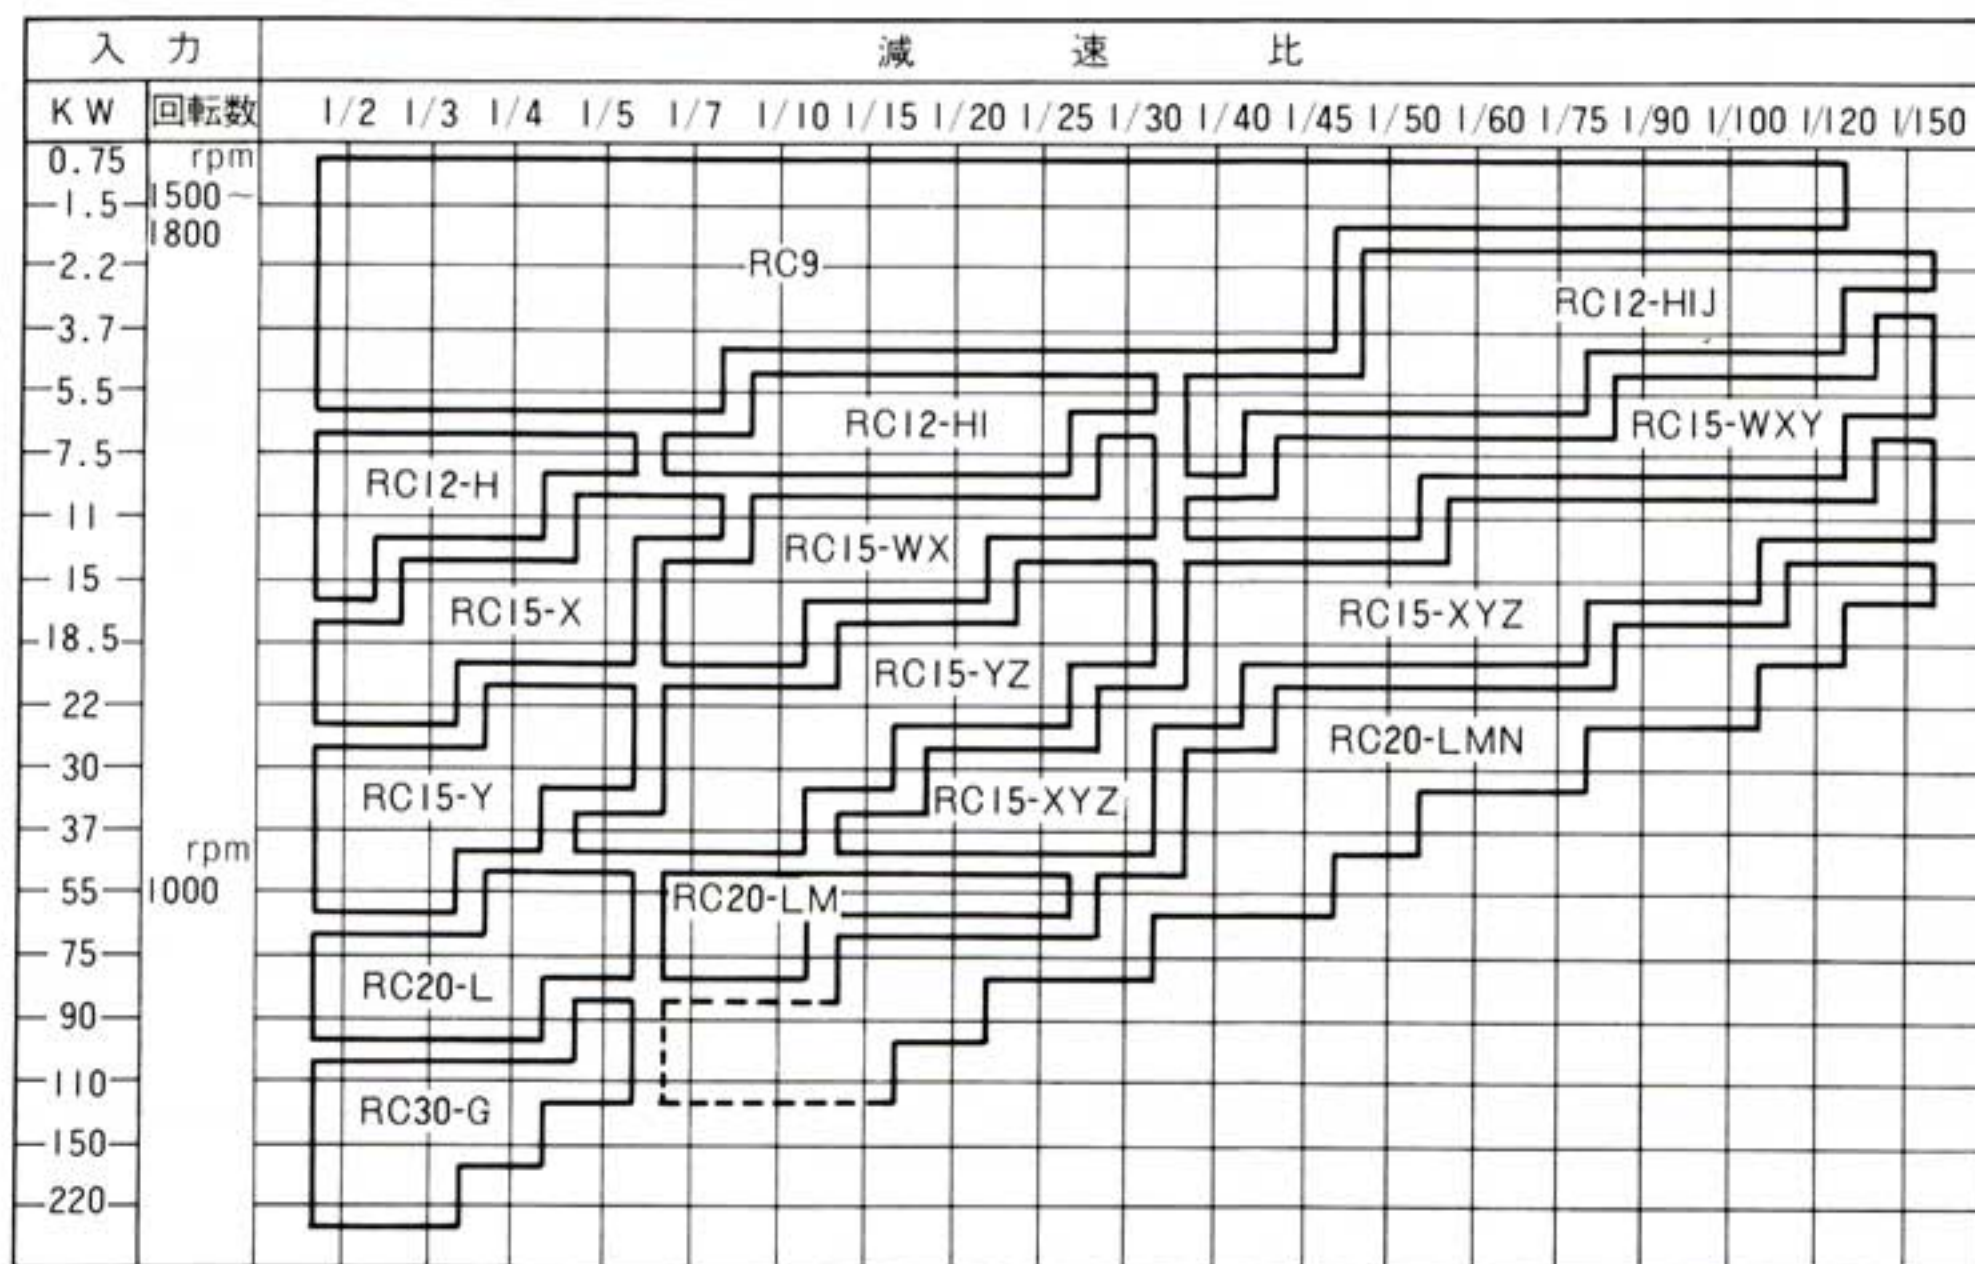 入 力 減 速 比
KW 回転数 1/2 1/3 1/4 1/5 1/7 1/10 1/15 1/20 1/25 1/30 1/40 1/45 1/50 1/60 1/75 1/90 1/100 1/120 1/150
0.75 rpm
1.5 1500~
1800
2.2 RC9
RC12-HIJ
3.7
5.5
RC12-HI RC15-WXY
7.5
RC12-H
11
RC15-WX
15
RC15-X RC15-XYZ
18.5
RC15-YZ
22
RC20-LMN
30
RC15-Y RC15-XYZ
37
rpm
55 1000 RC20-LM
75
RC20-L
90
110
RC30-G
150
220